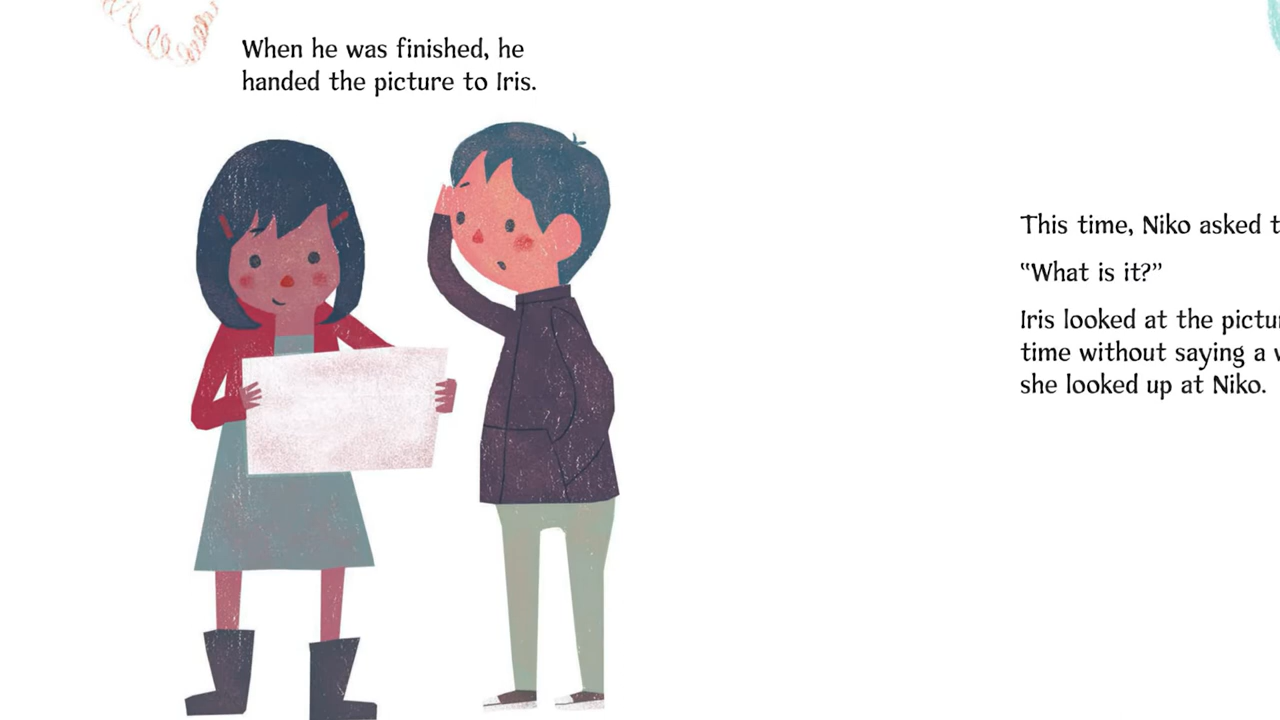 When he was finished, he
handed the picture to Iris.
This time, Niko asked
“What is it?”
Iris looked at the
time without saying a
she looked up at Niko.